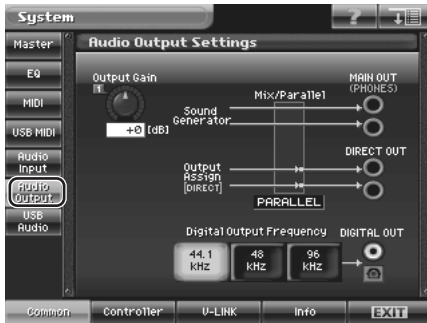 System
?
Master
EQ
MIDI
USB MIDI
Audio
Input
Audio
Output
USB
Audio
Audio Output Settings
Output Gain
1
+0 [dB]
Mix/Parallel
MAIN OUT
(PHONES)
Sound
Generator
DIRECT OUT
Output
Assign
[DIRECT]
PARALLEL
Digital Output Frequency
DIGITAL OUT
44.1
kHz
48
kHz
96
kHz
Common
Controller
V-LINK
Info
EXIT